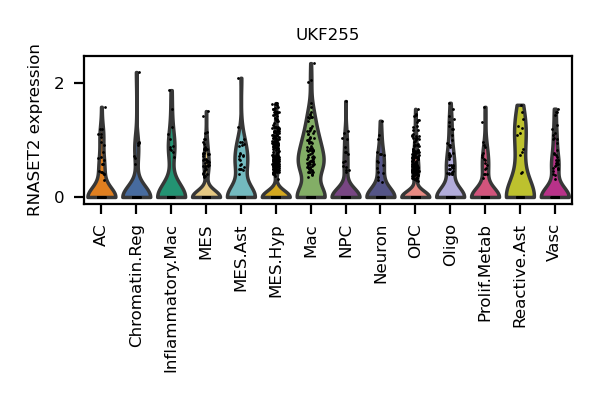 UKF255
RNASET2 expression
2
0
AC
Chromatin.Reg
Inflammatory.Mac
MES
MES.Ast
MES.Hyp
Mac
NPC
Neuron
OPC
Oligo
Prolif.Metab
Reactive.Ast
Vasc